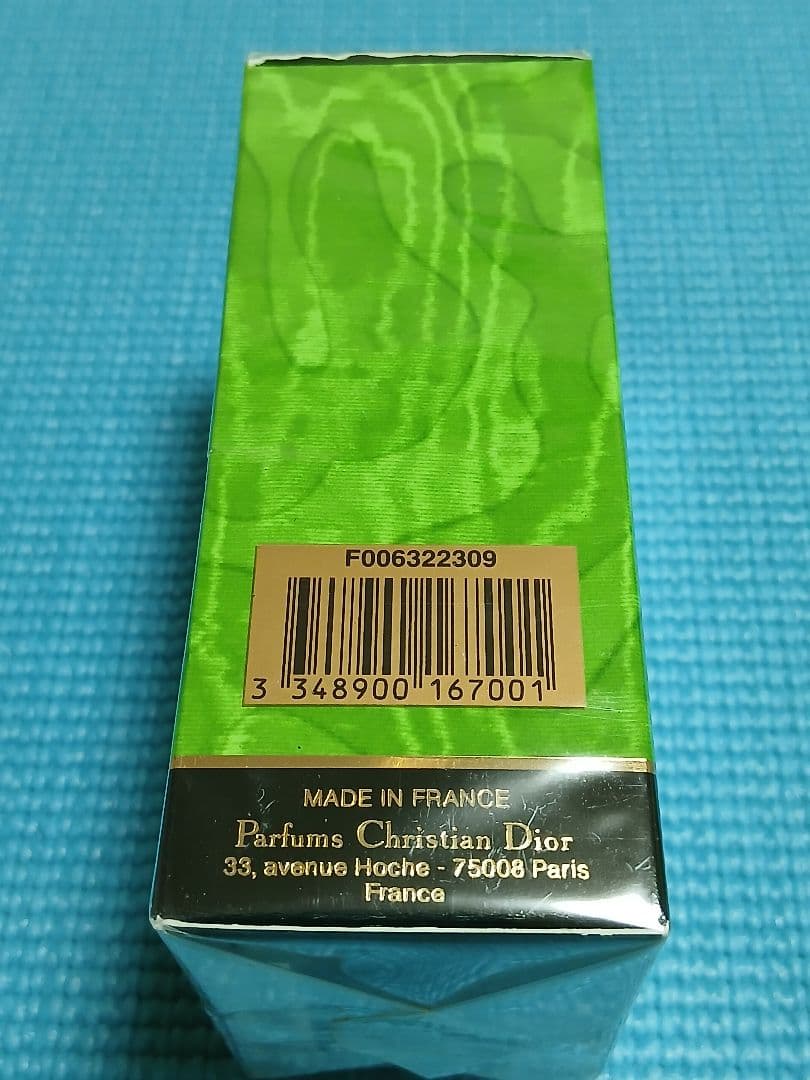 F006322309
3 348900 167001
MADE IN FRANCE
Parfums Christian Dior
33, avenue Hoche - 75008 Paris
France